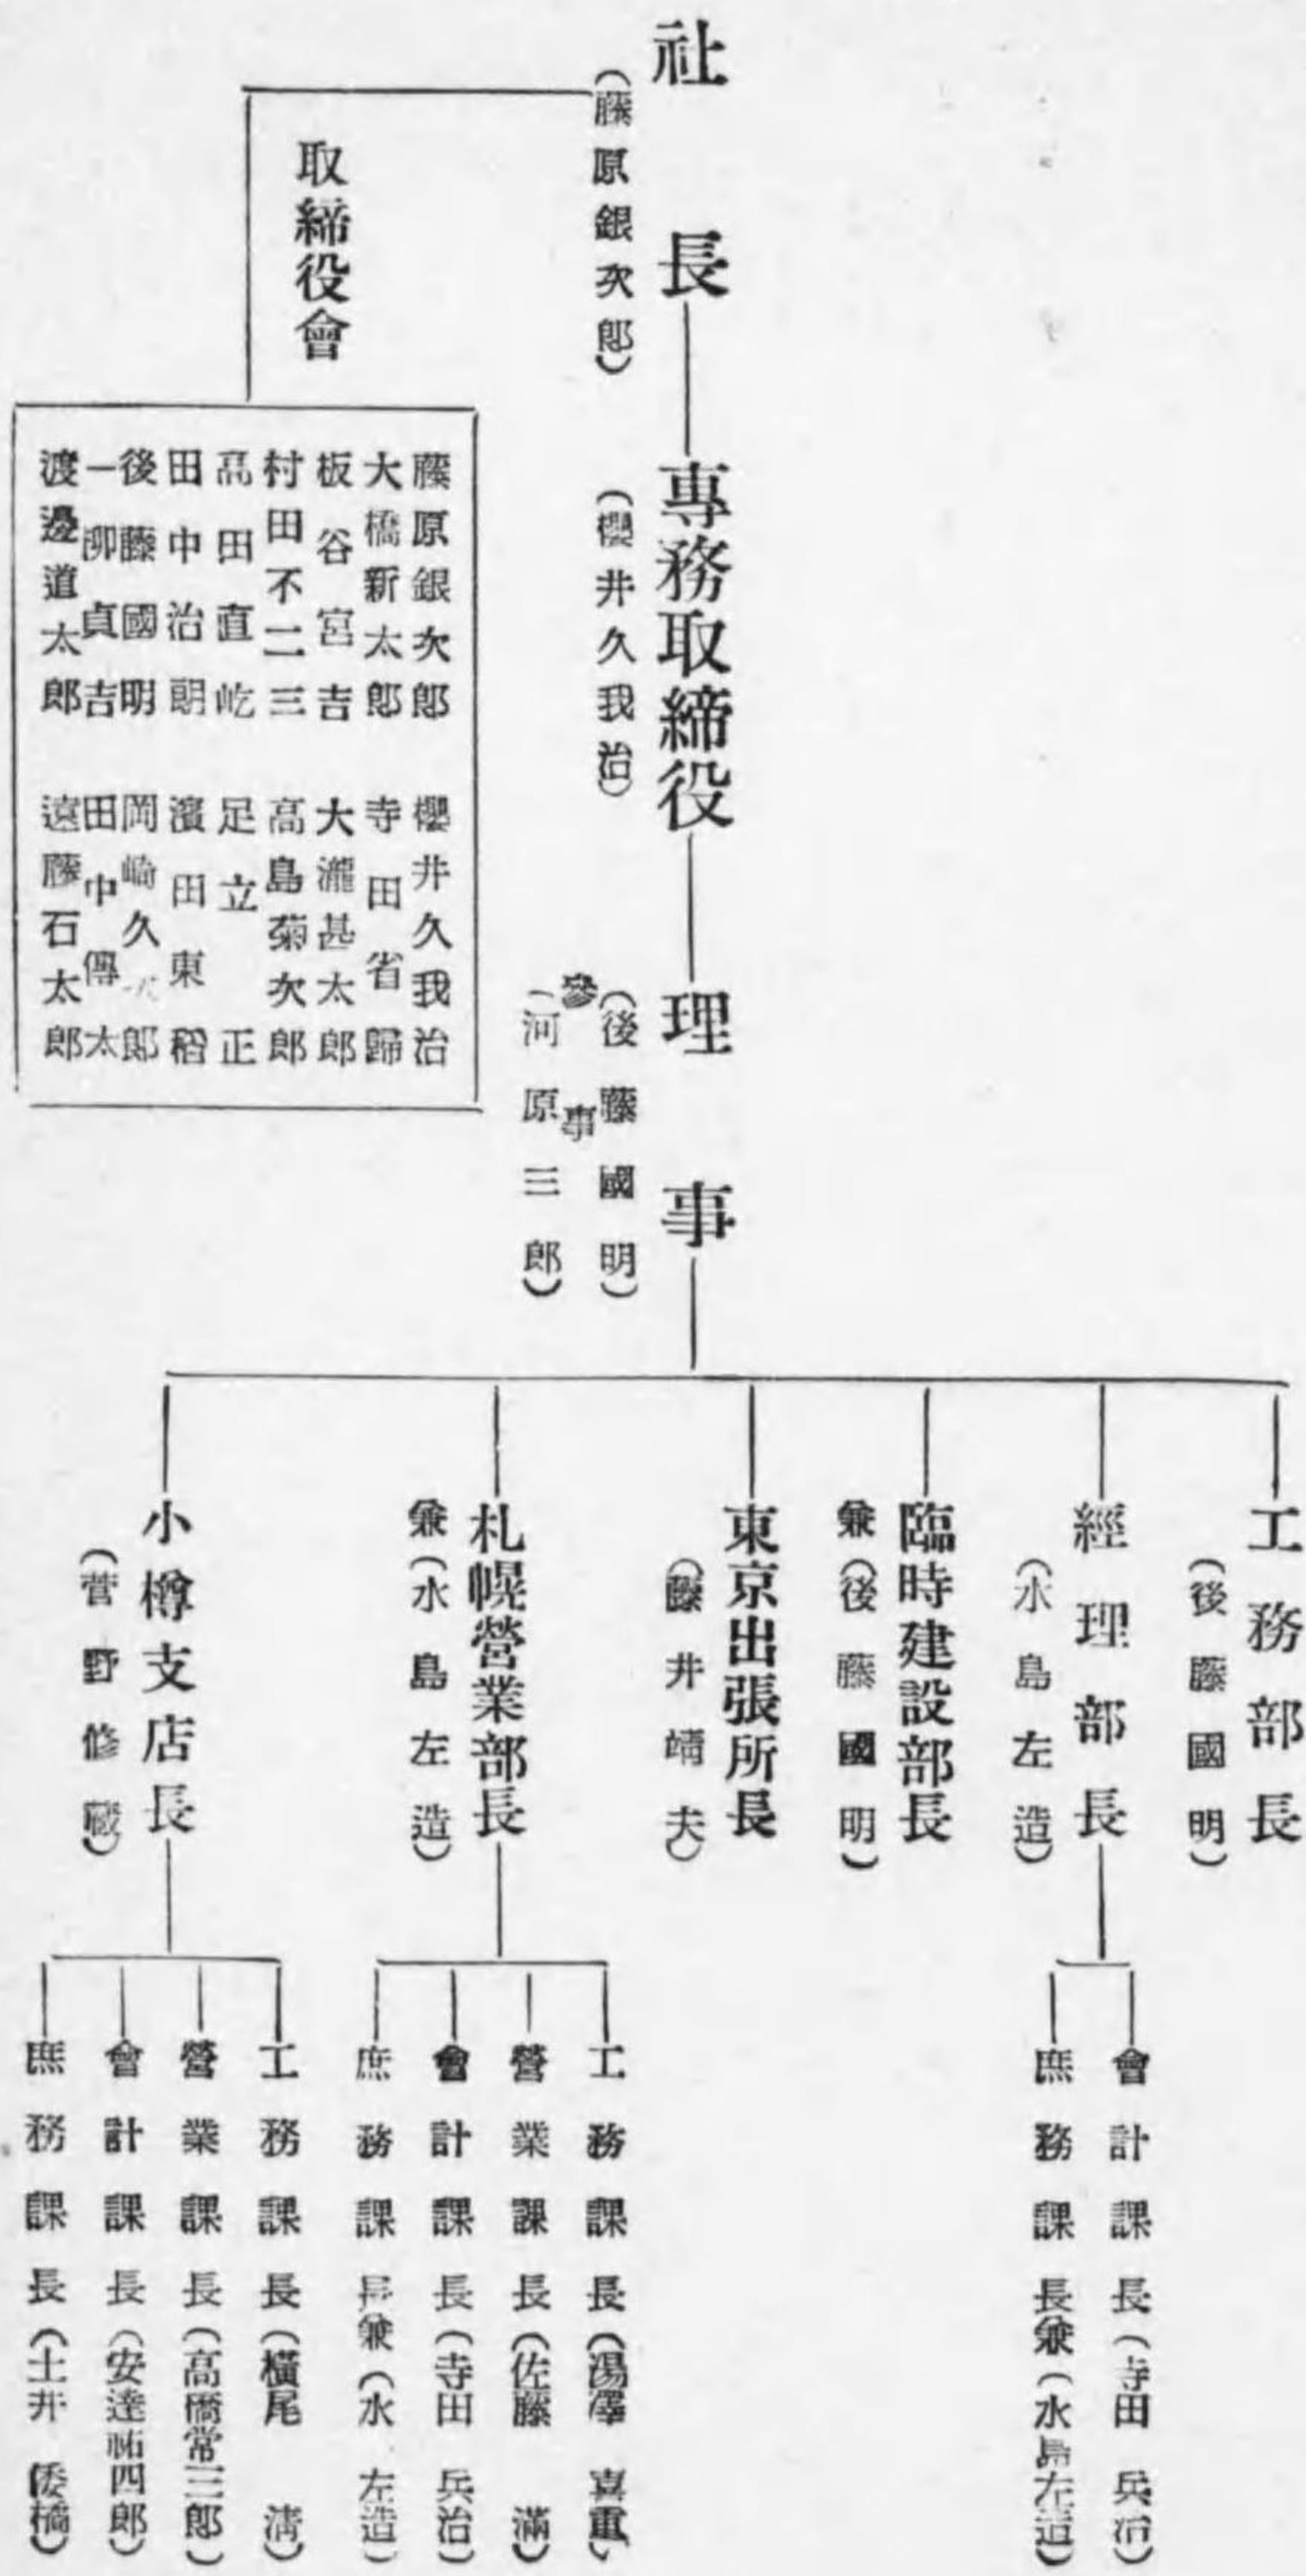 社長
(藤原銀次郎)
專務取締役
(櫻井久我治)
理事
(後藤國明)
參事
(河原三郎)
取締役會
藤原銀次郎 櫻井久我治
大橋新太郎 寺田省歸
板谷宮吉 大瀧甚太郎
村田不二三 高島菊次郎
高田直屹 足立正
田中治朗 濱田東稻
後藤國明 岡崎久次郎
一柳貞吉 田中傳太
渡邊道太郎 遠藤石太郎
工務部長
(後藤國明)
經理部長
(水島左造)
會計課長(寺田兵治)
庶務課長兼(水島左造)
臨時建設部長
兼(後藤國明)
東京出張所長
(藤井靖夫)
札幌營業部長
兼(水島左造)
工務課長(湯澤喜重)
營業課長(佐藤滿)
會計課長(寺田兵治)
庶務課長兼(水 左造)
小樽支店長
(菅野修藏)
工務課長(橫尾淸)
營業課長(高橋常三郎)
會計課長(安達祐四郎)
庶務課長(土井倭橘)